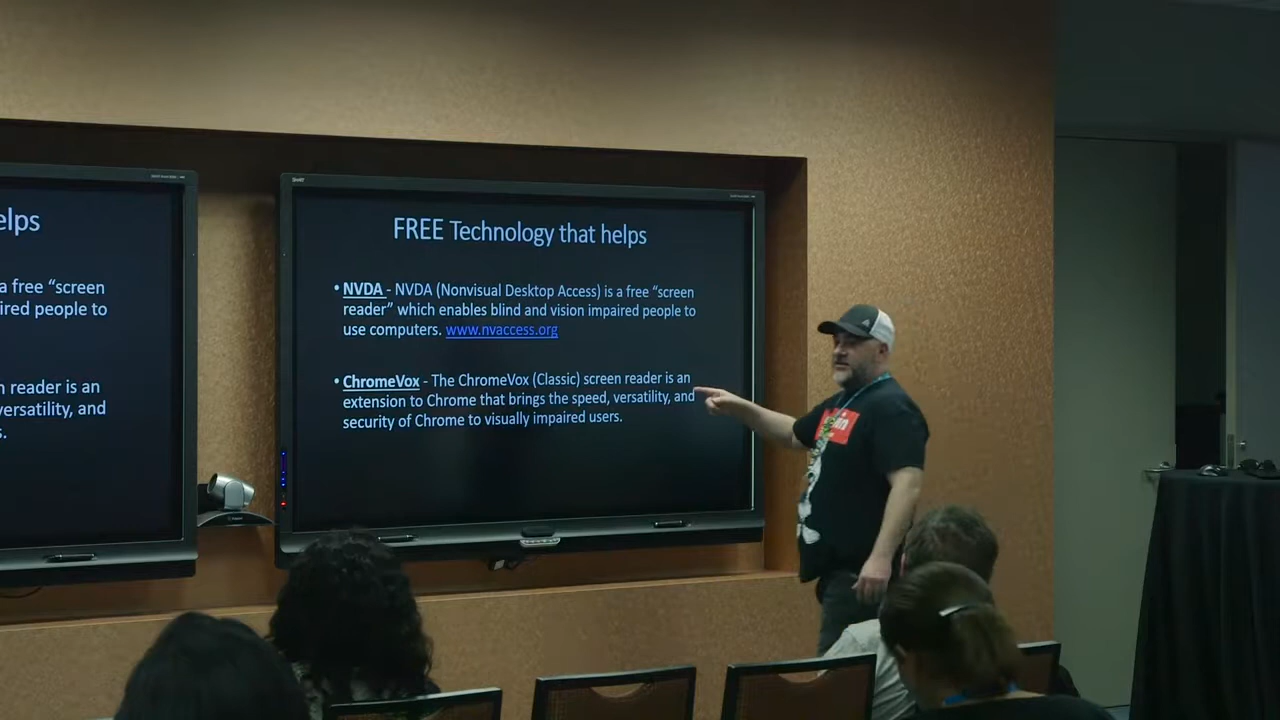 elps
a free “screen
ired people to
n reader is an
versatility, and
s.
SMART
FREE Technology that helps
• NVDA - NVDA (Nonvisual Desktop Access) is a free “screen
reader” which enables blind and vision impaired people to
use computers. www.nvaccess.org
• ChromeVox - The ChromeVox (Classic) screen reader is an
extension to Chrome that brings the speed, versatility, and
security of Chrome to visually impaired users.